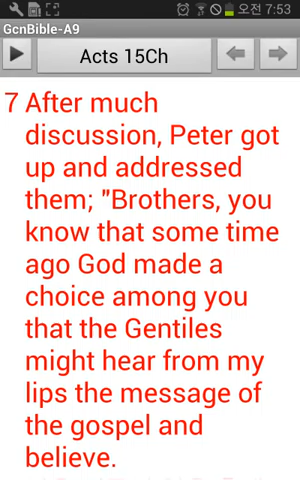 오전 7:53
GcnBible-A9
Acts 15Ch
7 After much
discussion, Peter got
up and addressed
them; "Brothers, you
know that some time
ago God made a
choice among you
that the Gentiles
might hear from my
lips the message of
the gospel and
believe.